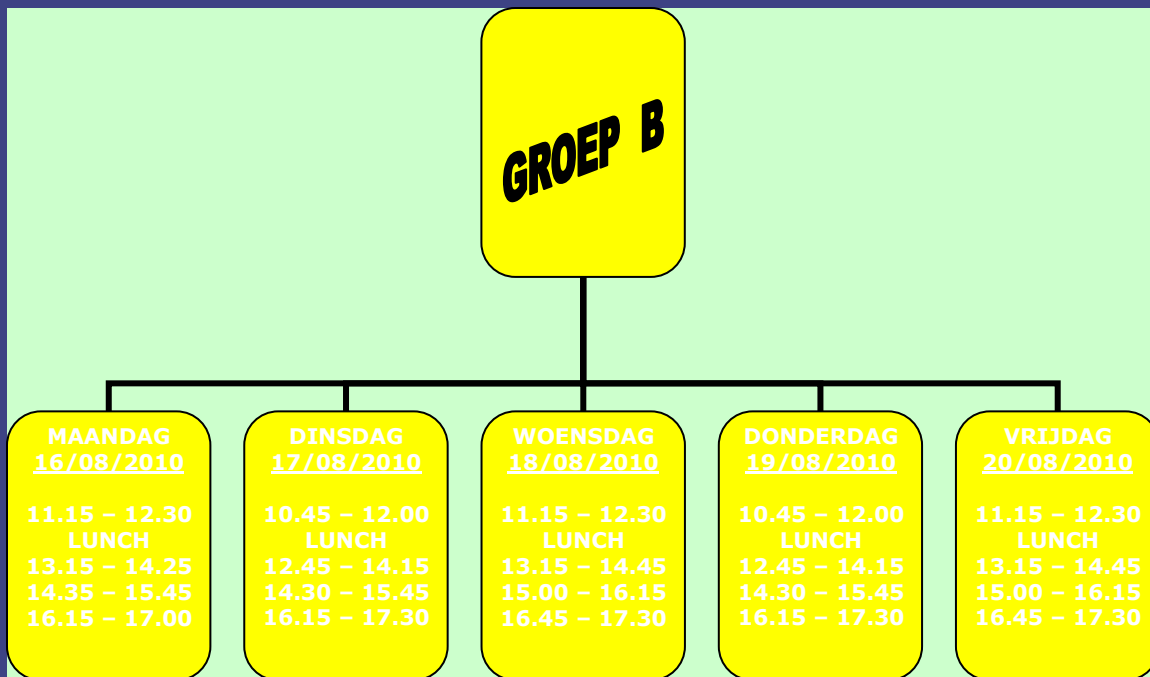 GROEP B
MAANDAG
16/08/2010
11.15 – 12.30
LUNCH
13.15 – 14.25
14.35 – 15.45
16.15 – 17.00
DINSDAG
17/08/2010
10.45 – 12.00
LUNCH
12.45 – 14.15
14.30 – 15.45
16.15 – 17.30
WOENSDAG
18/08/2010
11.15 – 12.30
LUNCH
13.15 – 14.45
15.00 – 16.15
16.45 – 17.30
DONDERDAG
19/08/2010
10.45 – 12.00
LUNCH
12.45 – 14.15
14.30 – 15.45
16.15 – 17.30
VRIJDAG
20/08/2010
11.15 – 12.30
LUNCH
13.15 – 14.45
15.00 – 16.15
16.45 – 17.30